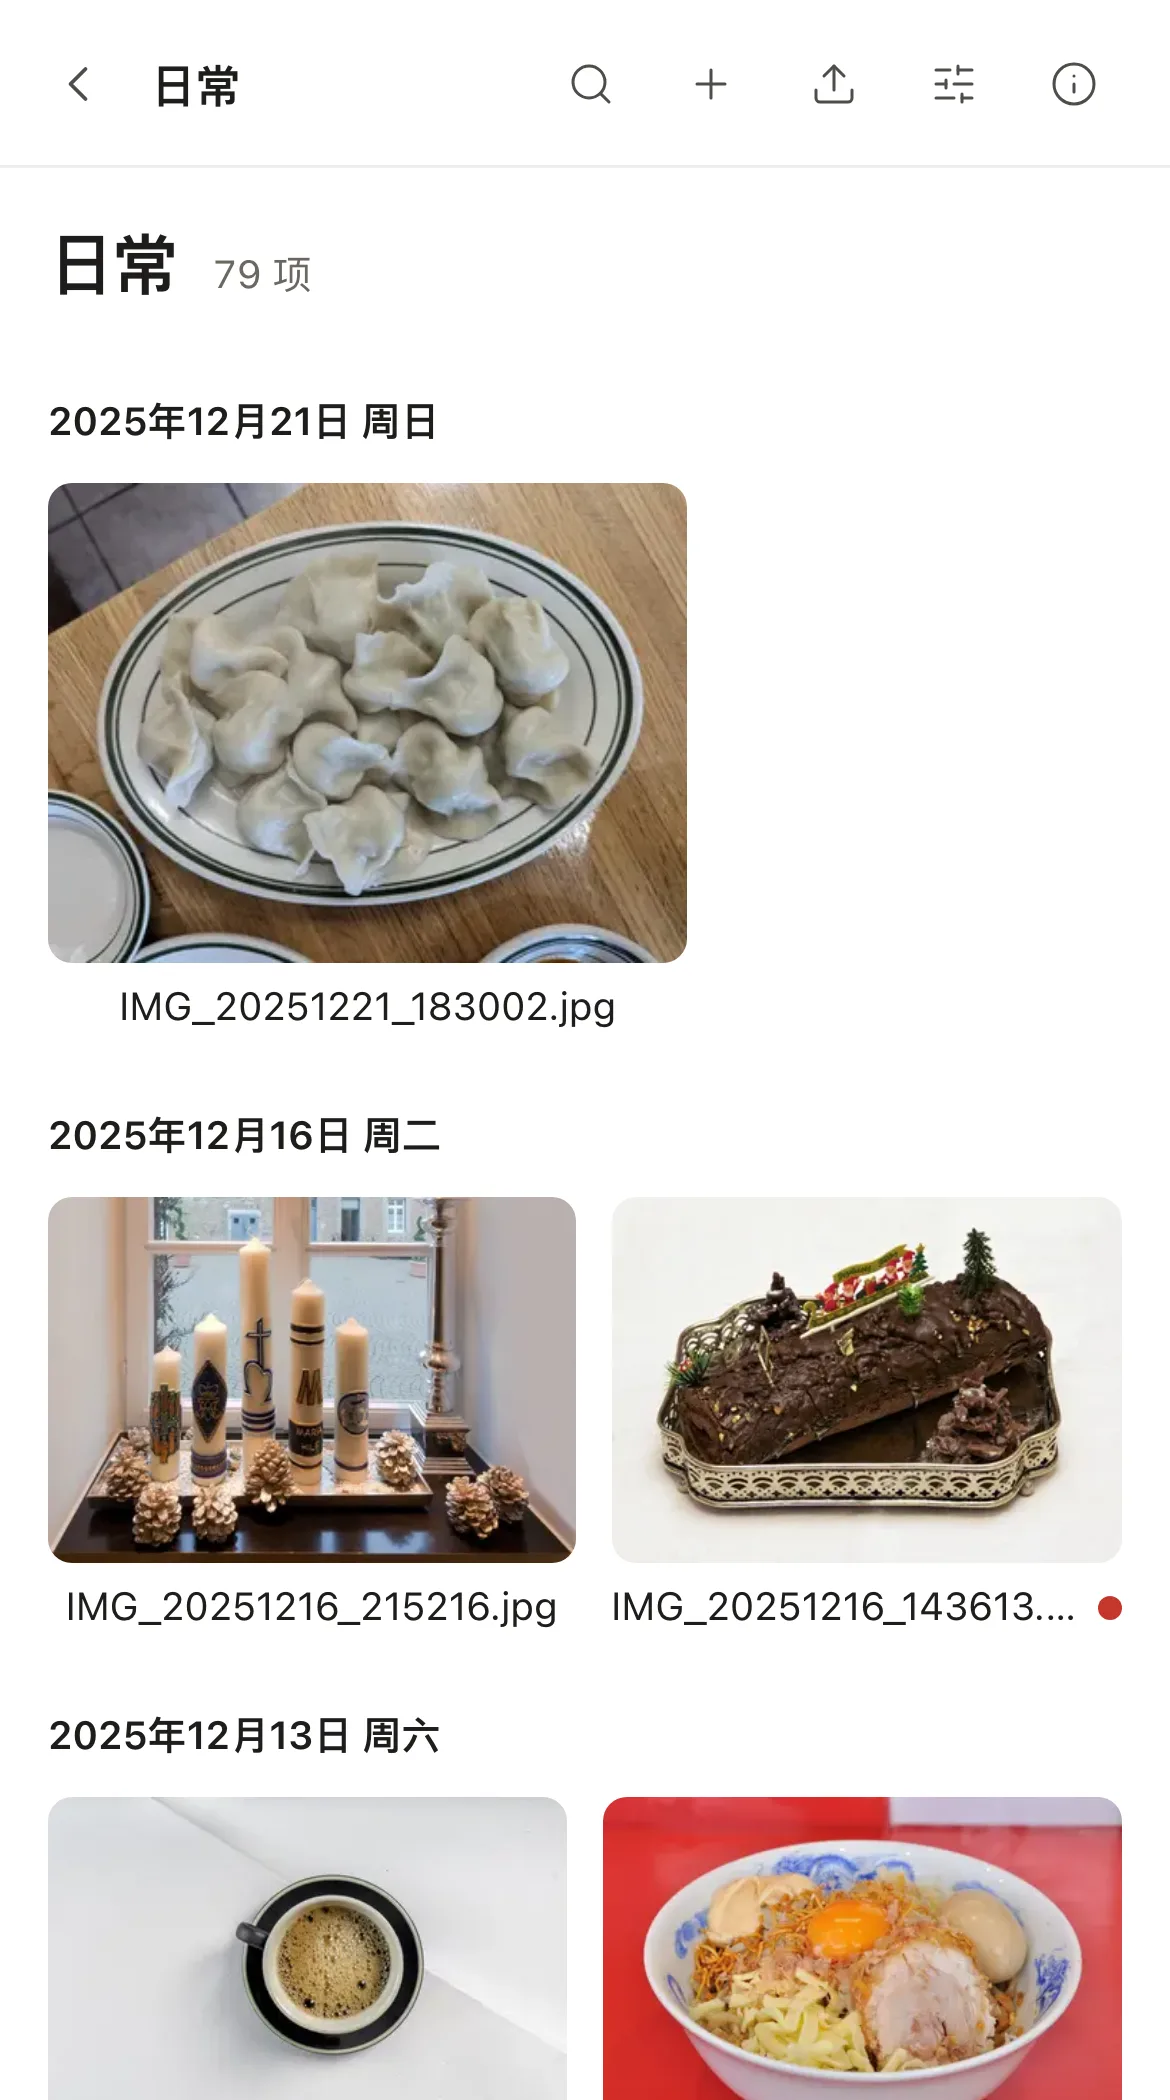 日常
日常 79 项
2025年12月21日 周日
IMG_20251221_183002.jpg
2025年12月16日 周二
IMG_20251216_215216.jpg
IMG_20251216_143613....
2025年12月13日 周六